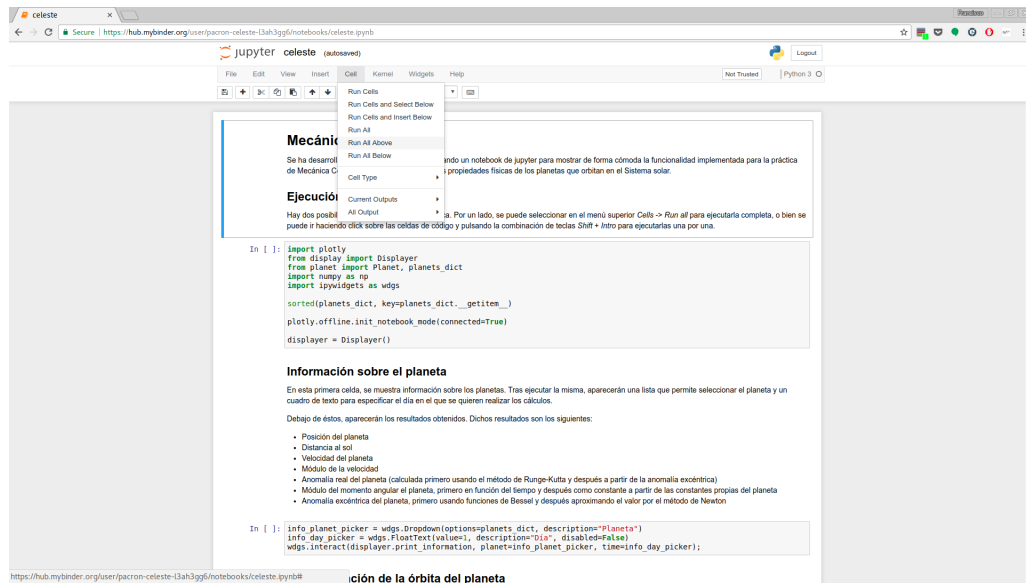 celeste
Secure | https://hub.mybinder.org/user/pacron-celeste-l3ah3gg6/notebooks/celeste.ipynb
jupyter celeste (autosaved)
Logout
File Edit View Insert Cell Kernel Widgets Help
Not Trusted
Python 3
Run Cells
Run Cells and Select Below
Run Cells and Insert Below
Run All
Run All Above
Run All Below
Cell Type
Current Outputs
All Output
Mecánic
Se ha desarroll ando un notebook de jupyter para mostrar de forma cómoda la funcionalidad implementada para la práctica
de Mecánica C propiedades físicas de los planetas que orbitan en el Sistema solar.
Ejecución
Hay dos posibil a. Por un lado, se puede seleccionar en el menú superior Cells -> Run all para ejecutarla completa, o bien se
puede ir haciendo click sobre las celdas de código y pulsando la combinación de teclas Shift + Intro para ejecutarlas una por una.
In [ ]: import plotly
from display import Displayer
from planet import Planet, planets_dict
import numpy as np
import ipywidgets as wdgs
sorted(planets_dict, key=planets_dict.__getitem__)
plotly.offline.init_notebook_mode(connected=True)
displayer = Displayer()
Información sobre el planeta
En esta primera celda, se muestra información sobre los planetas. Tras ejecutar la misma, aparecerán una lista que permite seleccionar el planeta y un
cuadro de texto para especificar el día en el que se quieren realizar los cálculos.
Debajo de éstos, aparecerán los resultados obtenidos. Dichos resultados son los siguientes:
• Posición del planeta
• Distancia al sol
• Velocidad del planeta
• Módulo de la velocidad
• Anomalía real del planeta (calculada primero usando el método de Runge-Kutta y después a partir de la anomalía excéntrica)
• Módulo del momento angular el planeta, primero en función del tiempo y después como constante a partir de las constantes propias del planeta
• Anomalía excéntrica del planeta, primero usando funciones de Bessel y después aproximando el valor por el método de Newton
In [ ]: info_planet_picker = wdgs.Dropdown(options=planets_dict, description="Planeta")
info_day_picker = wdgs.FloatText(value=1, description="Día", disabled=False)
wdgs.interact(displayer.print_information, planet=info_planet_picker, time=info_day_picker);
ción de la órbita del planeta
https://hub.mybinder.org/user/pacron-celeste-l3ah3gg6/notebooks/celeste.ipynb#